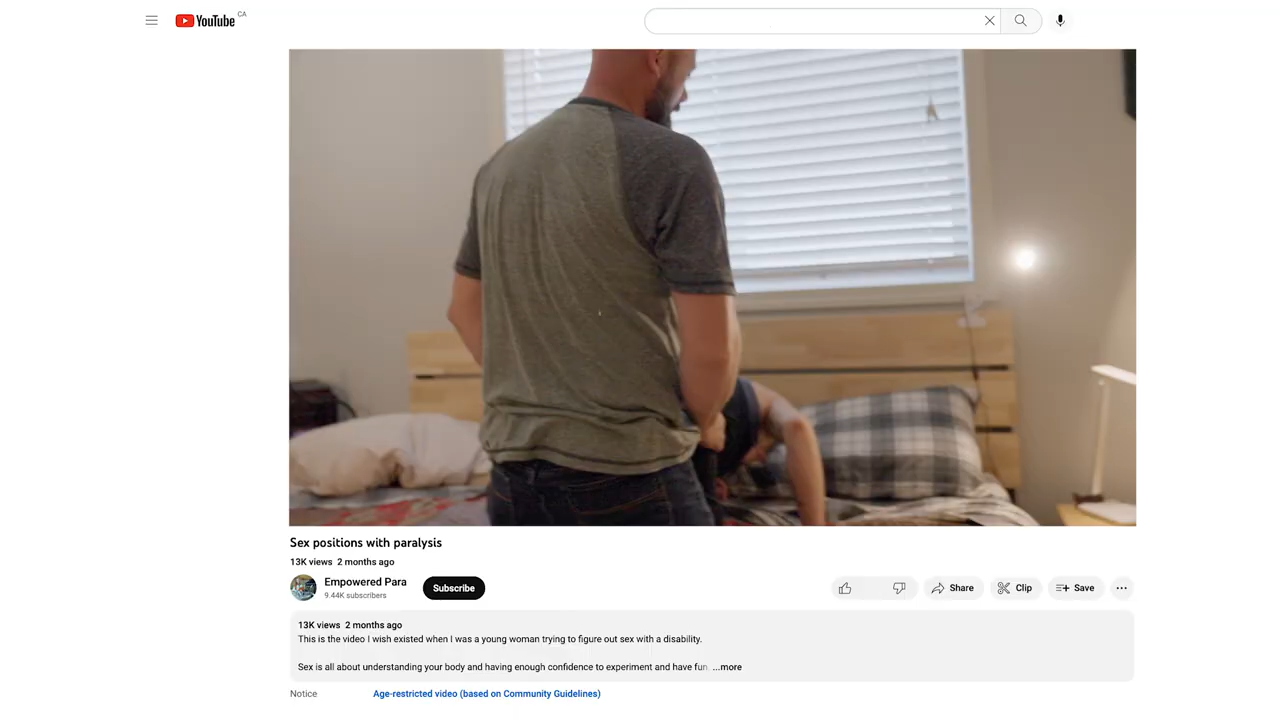 YouTube CA
Sex positions with paralysis
13K views 2 months ago
Empowered Para
9.44K subscribers
Subscribe
Share
Clip
Save
13K views 2 months ago
This is the video I wish existed when I was a young woman trying to figure out sex with a disability.
Sex is all about understanding your body and having enough confidence to experiment and have fun ...more
Notice
Age-restricted video (based on Community Guidelines)